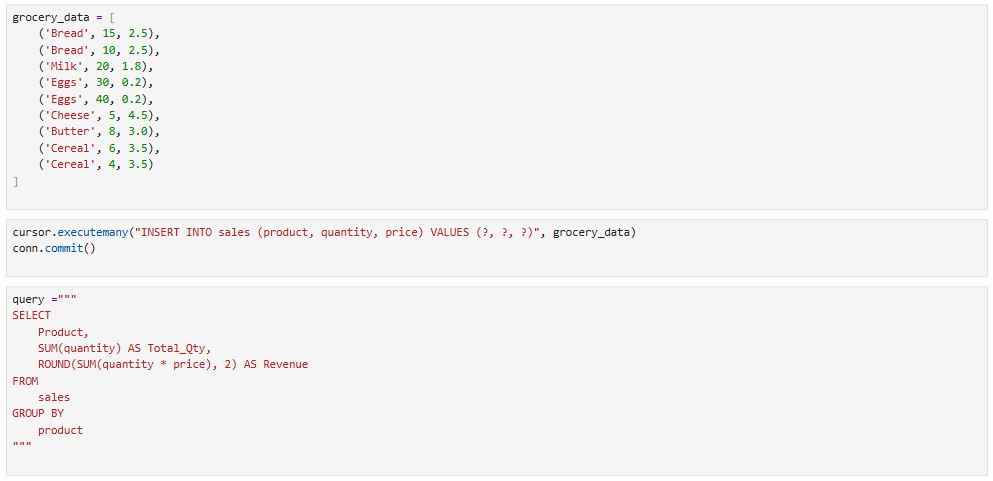 grocery_data = [
    ('Bread', 15, 2.5),
    ('Bread', 10, 2.5),
    ('Milk', 20, 1.8),
    ('Eggs', 30, 0.2),
    ('Eggs', 40, 0.2),
    ('Cheese', 5, 4.5),
    ('Butter', 8, 3.0),
    ('Cereal', 6, 3.5),
    ('Cereal', 4, 3.5)
]
cursor.executemany("INSERT INTO sales (product, quantity, price) VALUES (?, ?, ?)", grocery_data)
conn.commit()
query ="""
SELECT
    Product,
    SUM(quantity) AS Total_Qty,
    ROUND(SUM(quantity * price), 2) AS Revenue
FROM
    sales
GROUP BY
    product
"""